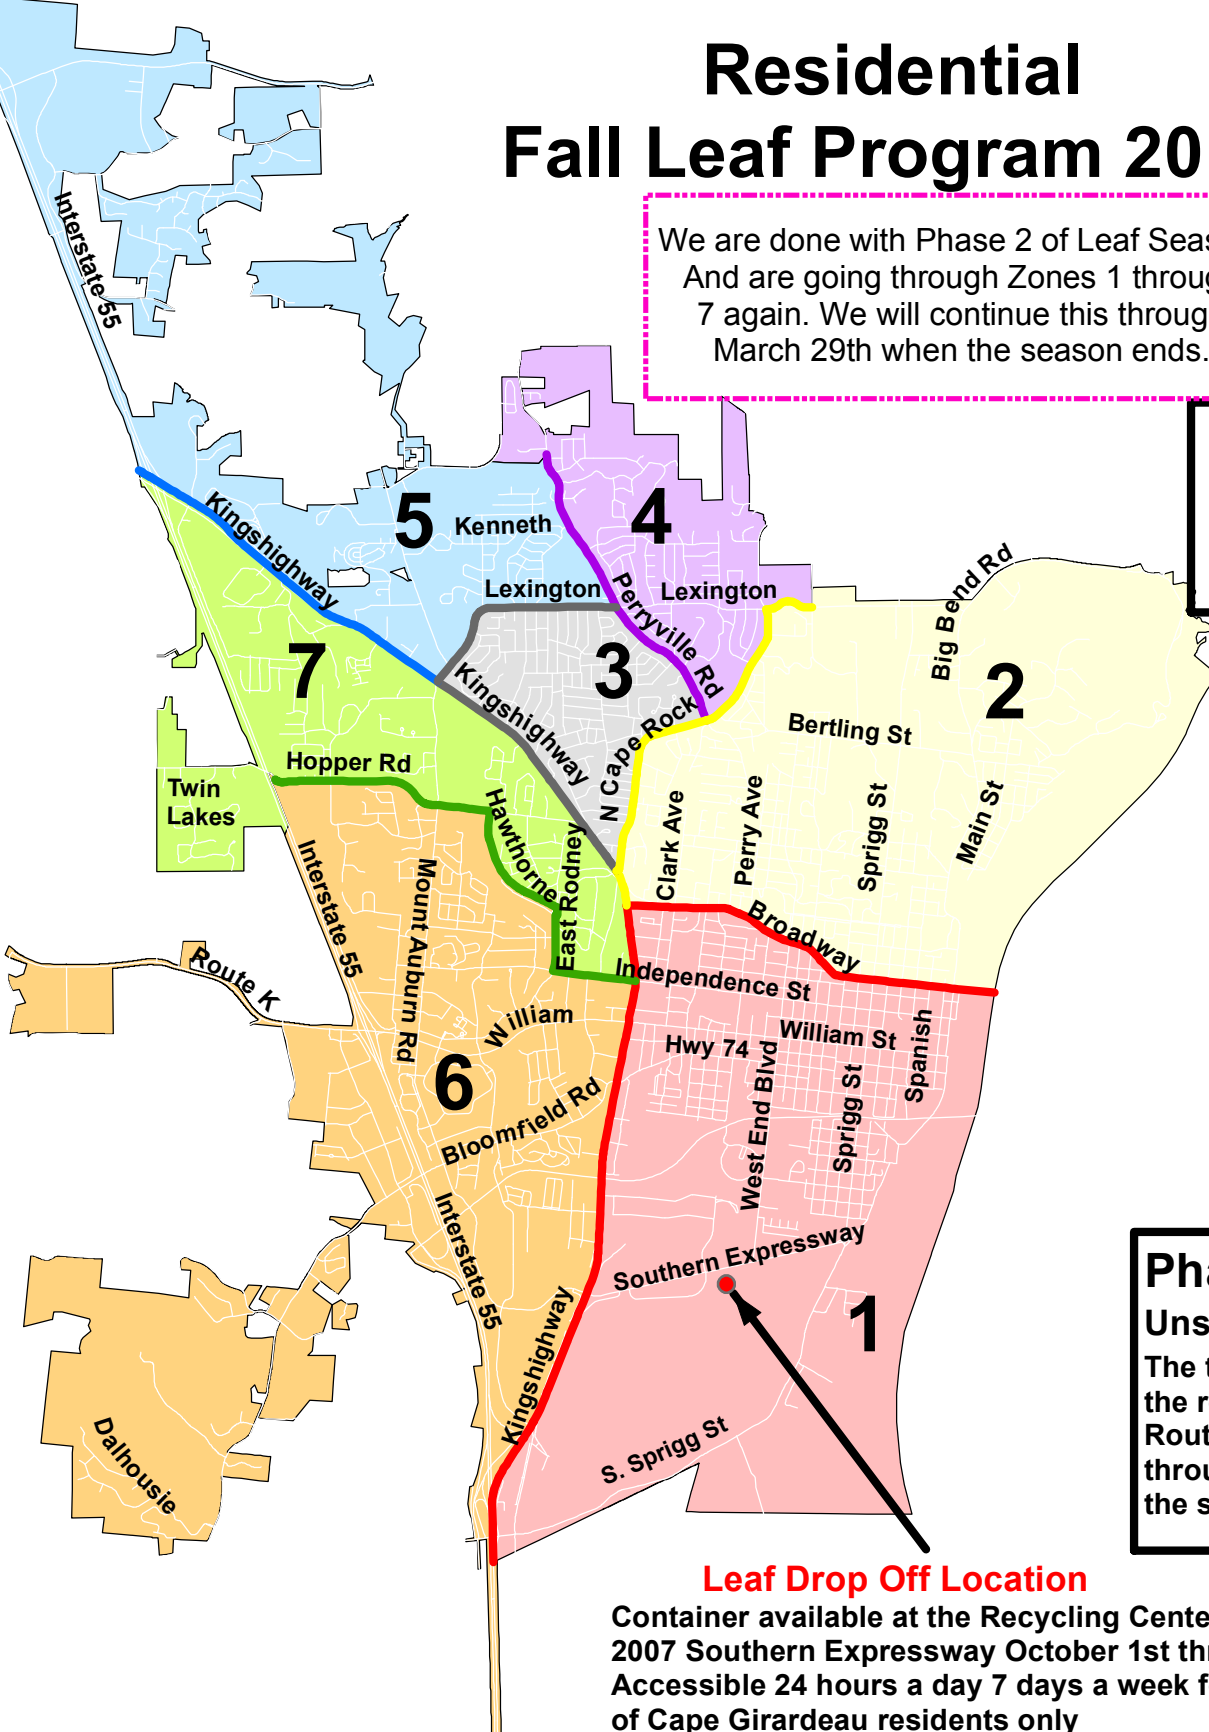 Residential
Fall Leaf Program 20
We are done with Phase 2 of Leaf Seas
And are going through Zones 1 throug
7 again. We will continue this throug
March 29th when the season ends.
Interstate 55
5
Kenneth
4
Kingshighway
Lexington
Lexington
Perryville Rd
Big Bend Rd
7
3
2
Kingshighway
N Cape Rock
Bertling St
Hopper Rd
Twin
Lakes
Hawthorne
East Rodney
Clark Ave
Perry Ave
Sprigg St
Main St
Interstate 55
Mount Auburn Rd
Broadway
Route K
Independence St
William
William St
Hwy 74
Spanish
6
West End Blvd
Sprigg St
Bloomfield Rd
Interstate 55
Southern Expressway
1
Kingshighway
S. Sprigg St
Dalhousie
Pha
Uns
The t
the r
Rout
throu
the s
Leaf Drop Off Location
Container available at the Recycling Cente
2007 Southern Expressway October 1st thr
Accessible 24 hours a day 7 days a week f
of Cape Girardeau residents only